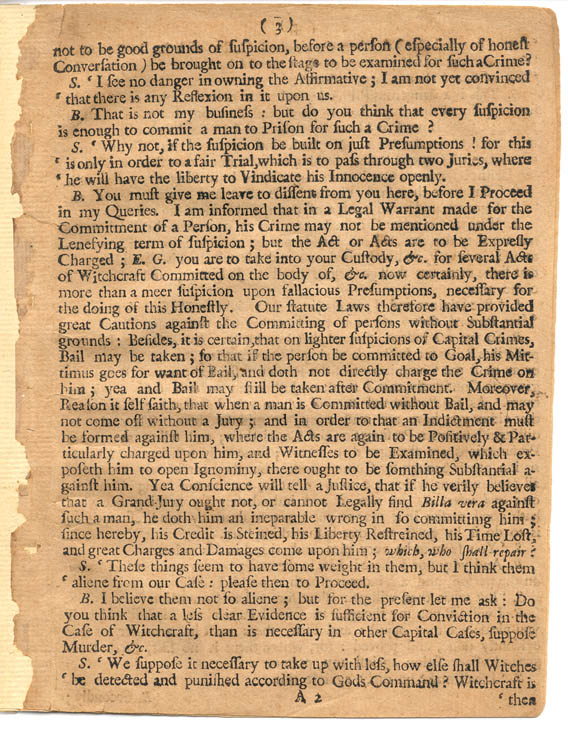 ( 3 )
not to be good grounds of ſuſpicion, before a perſon ( eſpecially of honeſt
Converſation ) be brought on to the ſtage to be examined for ſuch a Crime?
S. ‘ I ſee no danger in owning the Affirmative ; I am not yet convinced
‘ that there is any Reflexion in it upon us.
B. That is not my buſineſs : but do you think that every ſuſpicion
is enough to commit a man to Priſon for ſuch a Crime ?
S. ‘ Why not, if the ſuſpicion be built on juſt Preſumptions ! for this
‘ is only in order to a fair Trial, which is to paſs through two Juries, where
‘ he will have the liberty to Vindicate his Innocence openly.
B. You muſt give me leave to diſſent from you here, before I Proceed
in my Queries. I am informed that in a Legal Warrant made for the
Commitment of a Perſon, his Crime may not be mentioned under the
Lenefying term of ſuſpicion ; but the Act or Acts are to be Expreſly
Charged ; E. G. you are to take into your Cuſtody, &c. for ſeveral Acts
of Witchcraft Committed on the body of, &c. now certainly, there is
more than a meer ſuſpicion upon fallacious Preſumptions, neceſſary for
the doing of this Honeſtly. Our ſtatute Laws therefore have provided
great Cautions againſt the Committing of perſons without Subſtantial
grounds : Beſides, it is certain, that on lighter ſuſpicions of Capital Crimes,
Bail may be taken ; ſo that if the perſon be committed to Goal, his Mit-
timus goes for want of Bail, and doth not directly charge the Crime on
him ; yea and Bail may ſtill be taken after Commitment. Moreover,
Reaſon it ſelf ſaith, that when a man is Committed without Bail, and may
not come off without a Jury ; and in order to that an Indictment muſt
be formed againſt him, where the Acts are again to be Poſitively & Par-
ticularly charged upon him, and Witneſſes to be Examined, which ex-
poſeth him to open Ignominy, there ought to be ſomthing Subſtantial a-
gainſt him. Yea Conſcience will tell a Juſtice, that if he verily believes
that a Grand-Jury ought not, or cannot Legally find Billa vera againſt
ſuch a man, he doth him an ineparable wrong in ſo committing him ;
ſince hereby, his Credit is Steined, his Liberty Reſtreined, his Time Loſt,
and great Charges and Damages come upon him ; which, who ſhall repair ?
S. ‘ Theſe things ſeem to have ſome weight in them, but I think them
‘ aliene from our Caſe : pleaſe then to Proceed.
B. I believe them not ſo aliene ; but for the preſent let me ask : Do
you think that a leſs clear Evidence is ſufficient for Conviction in the
Caſe of Witchcraft, than is neceſſary in other Capital Caſes, ſuppoſe
Murder, &c.
S. ‘ We ſuppoſe it neceſſary to take up with leſs, how elſe ſhall Witches
‘ be detected and puniſhed according to Gods Command ? Witchcraft is
A 2
‘ then